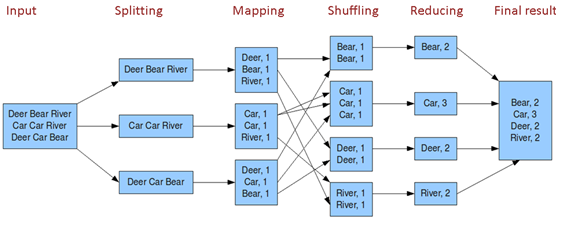 Input
Splitting
Mapping
Shuffling
Reducing
Final result
Deer Bear River
Car Car River
Deer Car Bear
Deer Bear River
Car Car River
Deer Car Bear
Deer, 1
Bear, 1
River, 1
Car, 1
Car, 1
River, 1
Deer, 1
Car, 1
Bear, 1
Bear, 1
Bear, 1
Car, 1
Car, 1
Car, 1
Deer, 1
Deer, 1
River, 1
River, 1
Bear, 2
Car, 3
Deer, 2
River, 2
Bear, 2
Car, 3
Deer, 2
River, 2